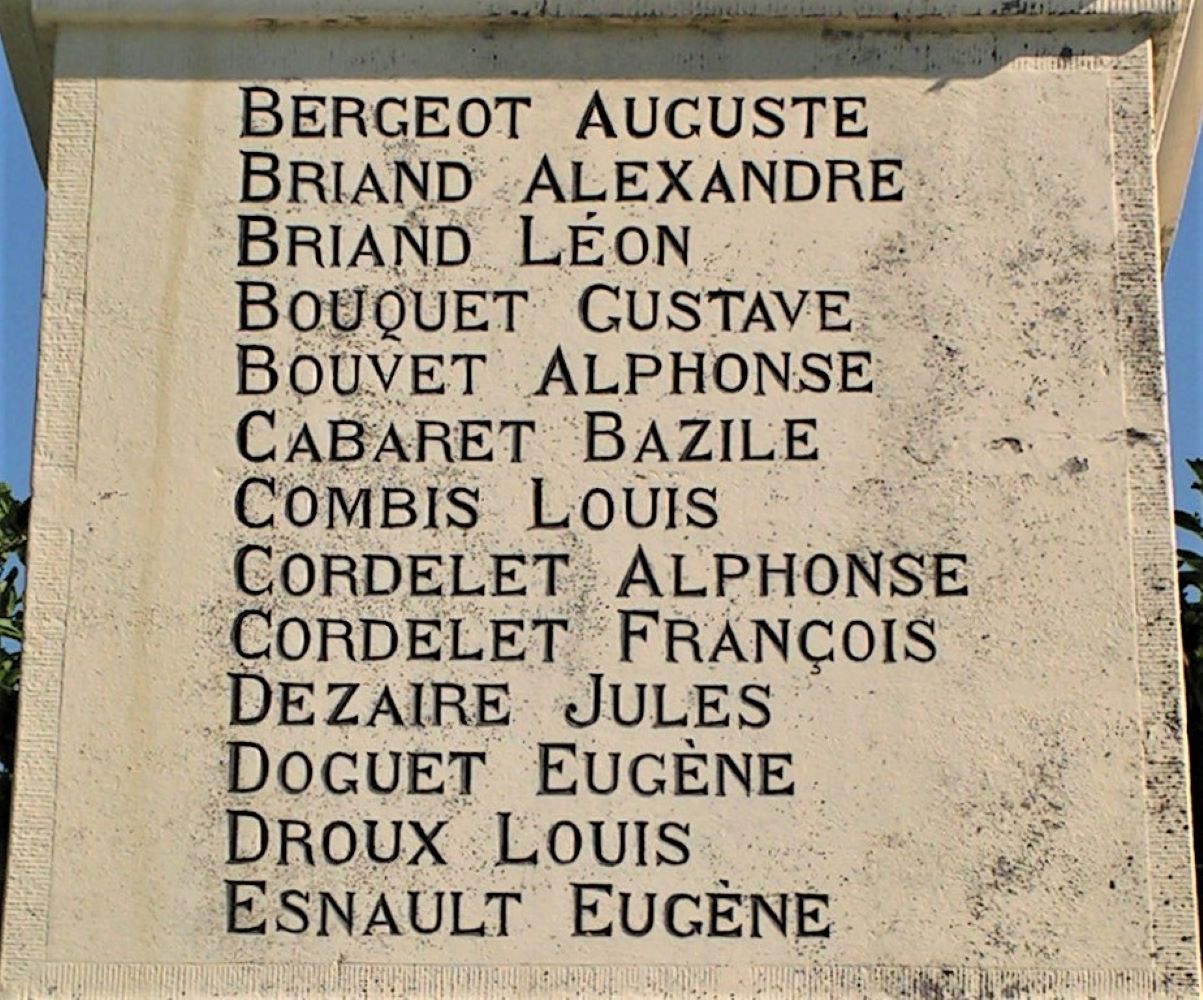 BERGEOT AUGUSTE
BRIAND ALEXANDRE
BRIAND LÉON
BOUQUET GUSTAVE
BOUVET ALPHONSE
CABARET BAZILE
COMBIS LOUIS
CORDELET ALPHONSE
CORDELET FRANÇOIS
DEZAIRE JULES
DOGUET EUGÈNE
DROUX LOUIS
ESNAULT EUGÈNE